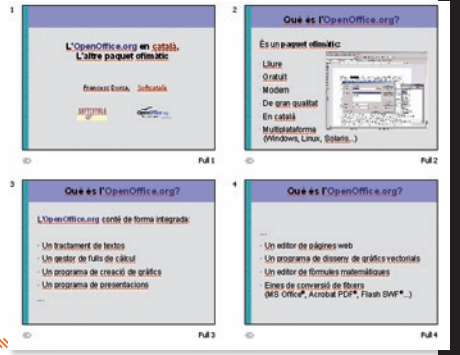 1
L'OpenOffice.org en català.
L'altre paquet ofimàtic
Francesc Dorca, Softcatalà
SOFTCATALÀ
OpenOffice.org
Full 1
2
Què és l'OpenOffice.org?
És un paquet ofimàtic:
Lliure
Gratuït
Modern
De gran qualitat
En català
Multiplataforma
(Windows, Linux, Solaris,..)
Full 2
3
Què és l'OpenOffice.org?
L'OpenOffice.org conté de forma integrada:
· Un tractament de textos
· Un gestor de fulls de càlcul
· Un programa de creació de gràfics
· Un programa de presentacions
...
Full 3
4
Què és l'OpenOffice.org?
...
· Un editor de pàgines web
· Un programa de disseny de gràfics vectorials
· Un editor de fórmules matemàtiques
· Eines de conversió de fitxers
(MS Office®, Acrobat PDF®, Flash SWF®...)
Full 4